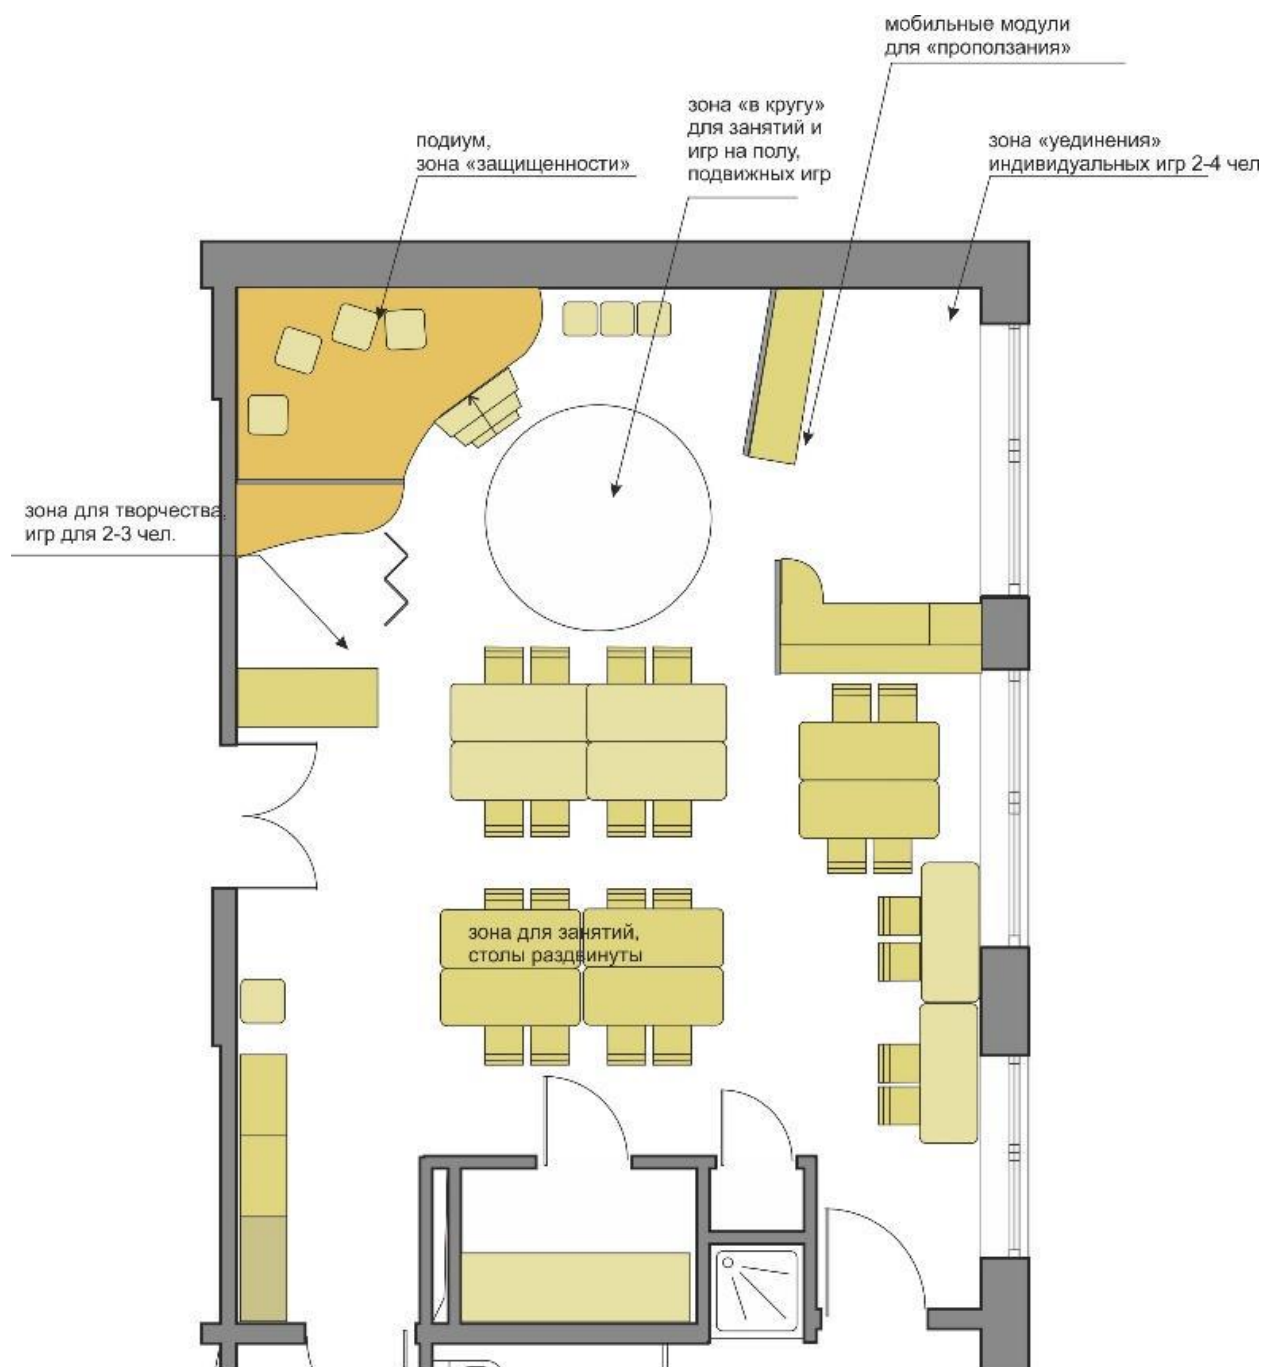 мобильные модули
для «проползания»
зона «в кругу»
для занятий и
игр на полу,
подвижных игр
подиум,
зона «защищенности»
зона «уединения»
индивидуальных игр 2-4 чел
зона для творчества,
игр для 2-3 чел.
зона для занятий,
столы раздвинуты